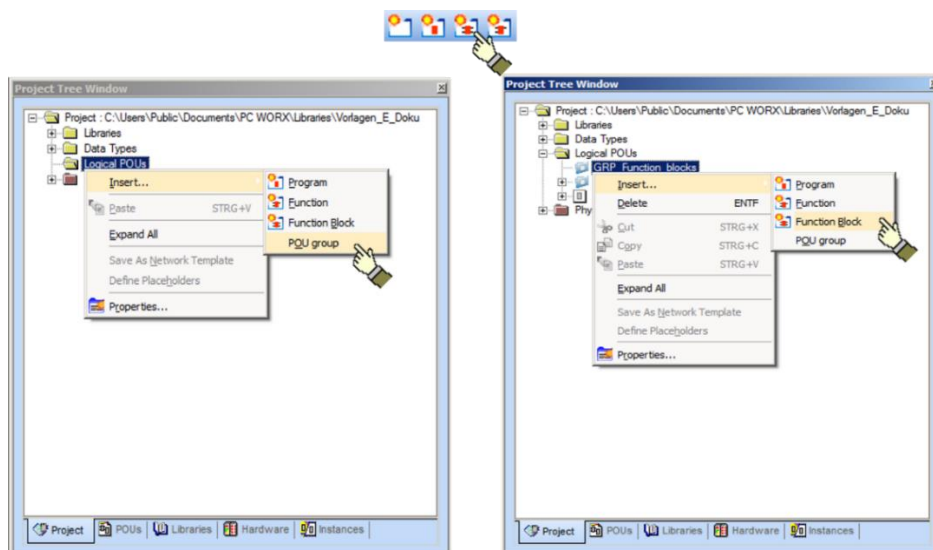 Project Tree Window
Project : C:\Users\Public\Documents\PC WORX\Libraries\Vorlagen_E_Doku
Libraries
Data Types
Logical POUs
Insert...
Program
Paste STRG+V
Function
Function Block
Expand All
POU group
Save As Network Template
Define Placeholders
Properties...
Project POUs Libraries Hardware Instances
Project Tree Window
Project : C:\Users\Public\Documents\PC WORX\Libraries\Vorlagen_E_Doku
Libraries
Data Types
Logical POUs
GRP_Function_blocks
Insert...
Program
Delete ENTF
Function
Phy
Cut STRG+X
Function Block
Copy STRG+C
POU group
Paste STRG+V
Expand All
Save As Network Template
Define Placeholders
Properties...
Project POUs Libraries Hardware Instances